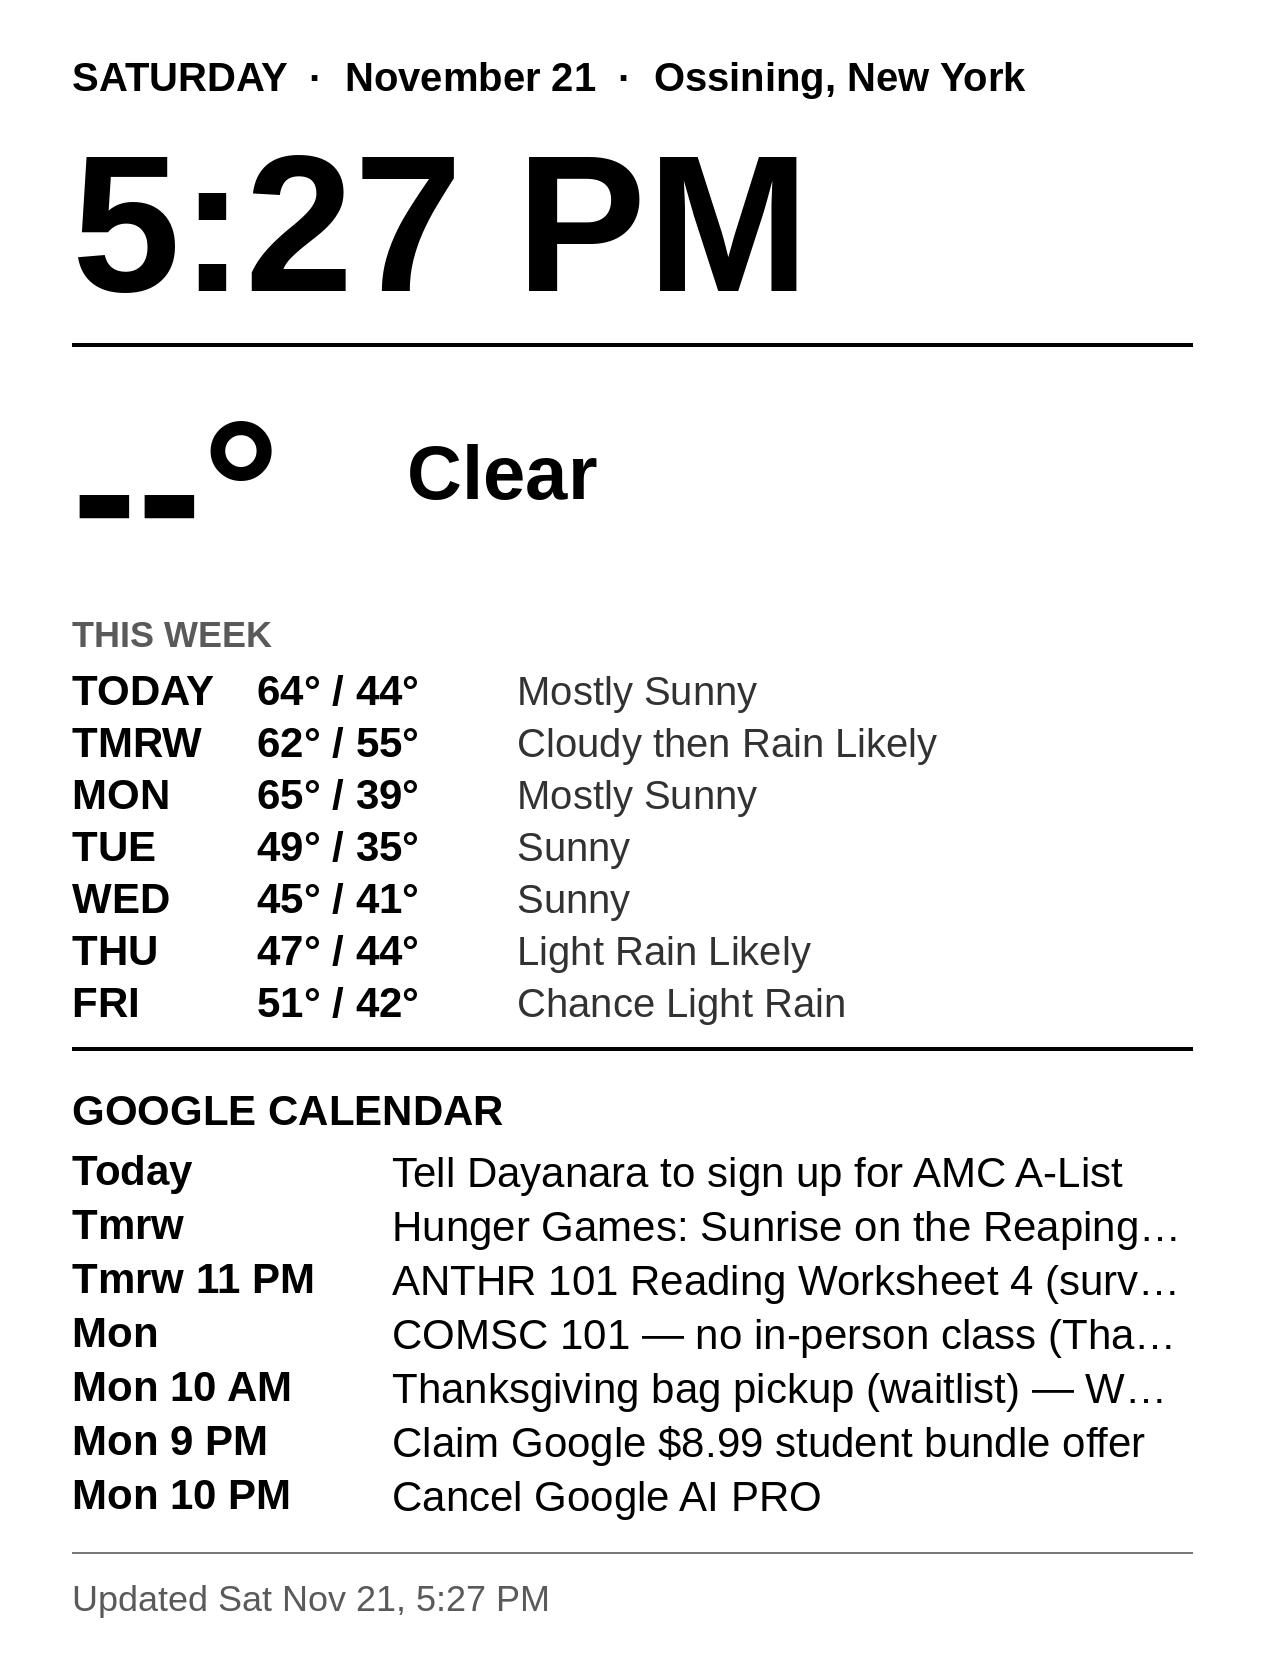 SATURDAY · November 21 · Ossining, New York
5:27 PM
--° Clear
THIS WEEK
TODAY 64° / 44° Mostly Sunny
TMRW 62° / 55° Cloudy then Rain Likely
MON 65° / 39° Mostly Sunny
TUE 49° / 35° Sunny
WED 45° / 41° Sunny
THU 47° / 44° Light Rain Likely
FRI 51° / 42° Chance Light Rain
GOOGLE CALENDAR
Today Tell Dayanara to sign up for AMC A-List
Tmrw Hunger Games: Sunrise on the Reaping…
Tmrw 11 PM ANTHR 101 Reading Worksheet 4 (surv…
Mon COMSC 101 — no in-person class (Tha…
Mon 10 AM Thanksgiving bag pickup (waitlist) — W…
Mon 9 PM Claim Google $8.99 student bundle offer
Mon 10 PM Cancel Google AI PRO
Updated Sat Nov 21, 5:27 PM